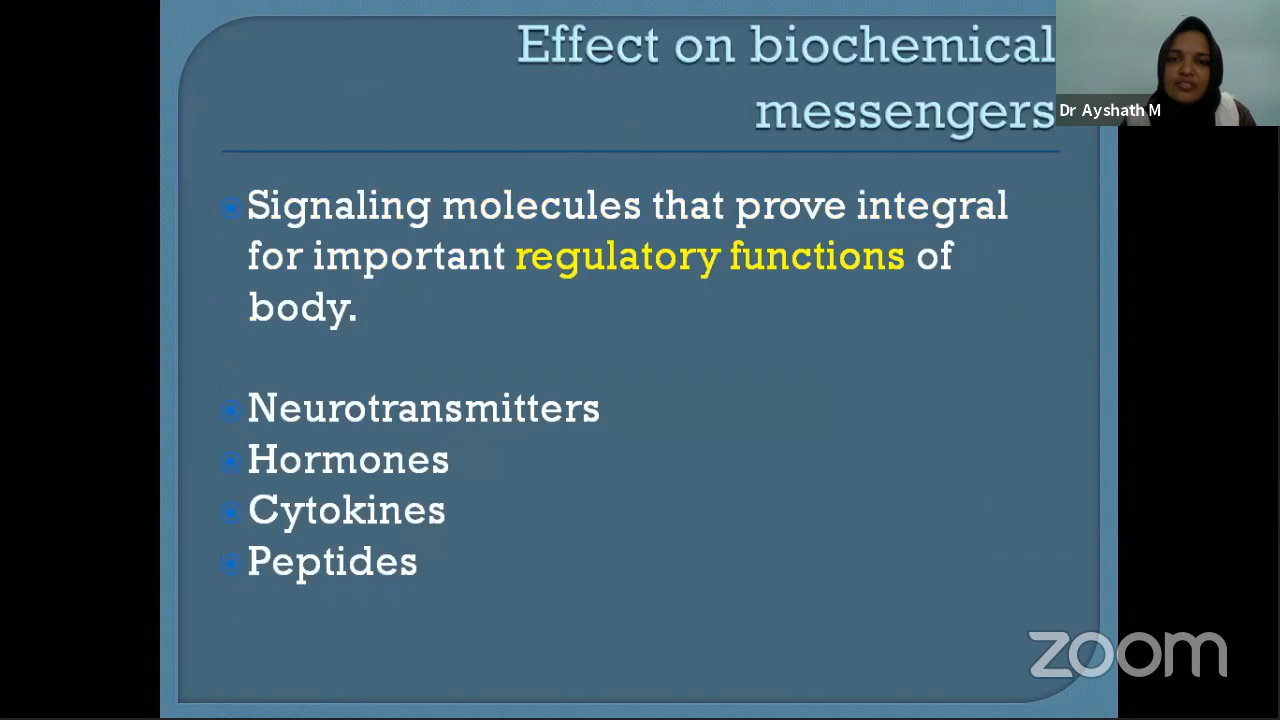 Effect on biochemical
messengers
Dr Ayshath M
Signaling molecules that prove integral
for important regulatory functions of
body.
Neurotransmitters
Hormones
Cytokines
Peptides
zoom